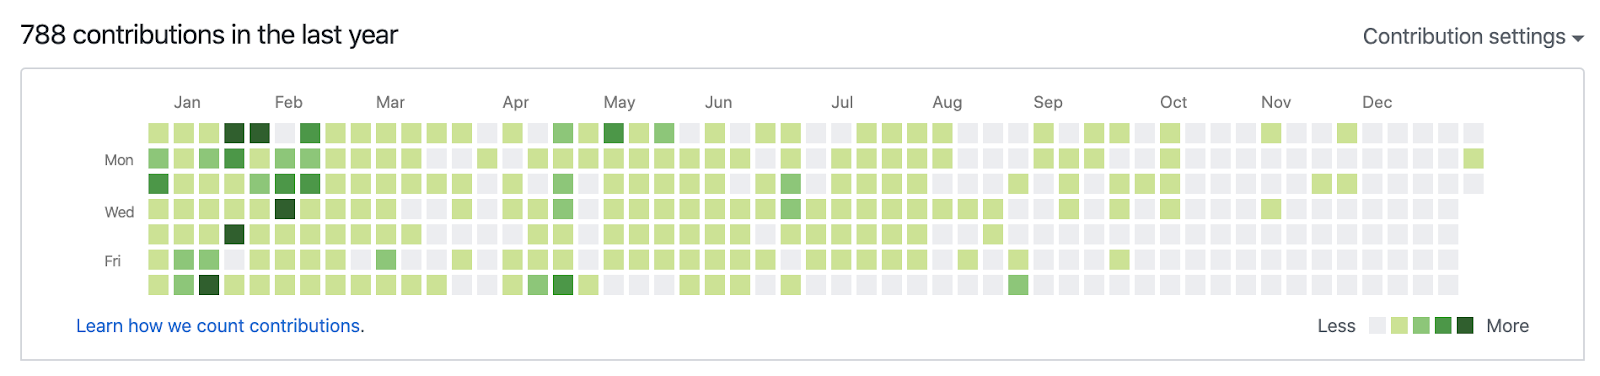 788 contributions in the last year
Contribution settings
Jan Feb Mar Apr May Jun Jul Aug Sep Oct Nov Dec
Mon
Wed
Fri
Learn how we count contributions.
Less More